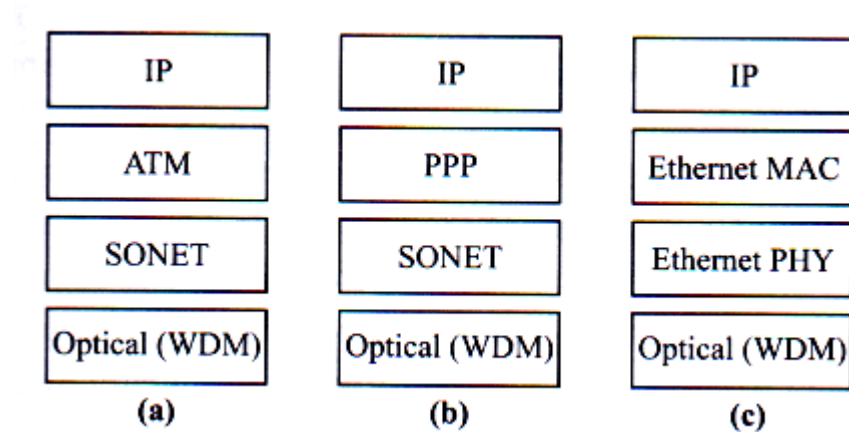 IP IP IP
ATM PPP Ethernet MAC
SONET SONET Ethernet PHY
Optical (WDM) Optical (WDM) Optical (WDM)
(a) (b) (c)